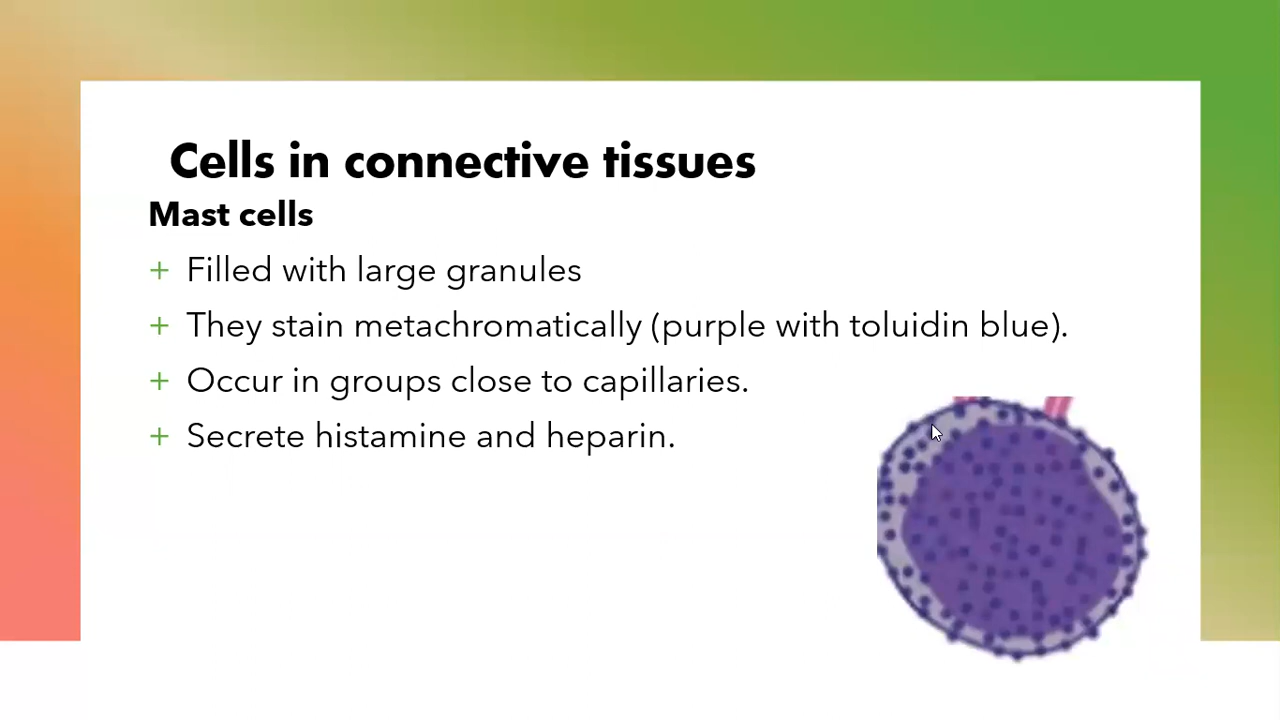 Cells in connective tissues
Mast cells
+ Filled with large granules
+ They stain metachromatically (purple with toluidin blue).
+ Occur in groups close to capillaries.
+ Secrete histamine and heparin.